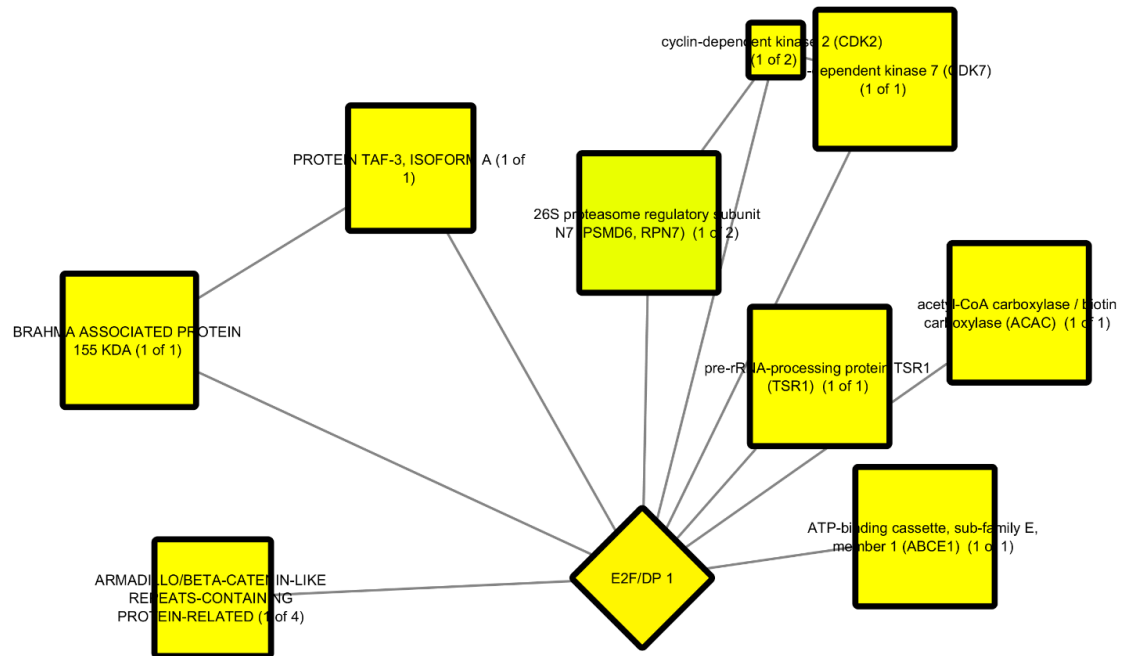 cyclin-dependent kinase 2 (CDK2)
(1 of 2)
-dependent kinase 7 (CDK7)
(1 of 1)
PROTEIN TAF-3, ISOFORM A (1 of
1)
26S proteasome regulatory subunit
N7 (PSMD6, RPN7) (1 of 2)
BRAHMA ASSOCIATED PROTEIN
155 KDA (1 of 1)
acetyl-CoA carboxylase / biotin
carboxylase (ACAC) (1 of 1)
pre-rRNA-processing protein TSR1
(TSR1) (1 of 1)
ATP-binding cassette, sub-family E,
member 1 (ABCE1) (1 of 1)
E2F/DP 1
ARMADILLO/BETA-CATENIN-LIKE
REPEATS-CONTAINING
PROTEIN-RELATED (1 of 4)